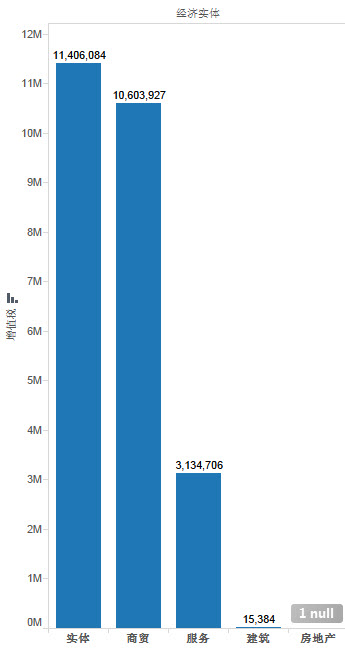 经济实体
12M
11M
10M
9M
8M
7M
6M
5M
4M
3M
2M
1M
0M
增值税
11,406,084
10,603,927
3,134,706
15,384
1 null
实体 商贸 服务 建筑 房地产